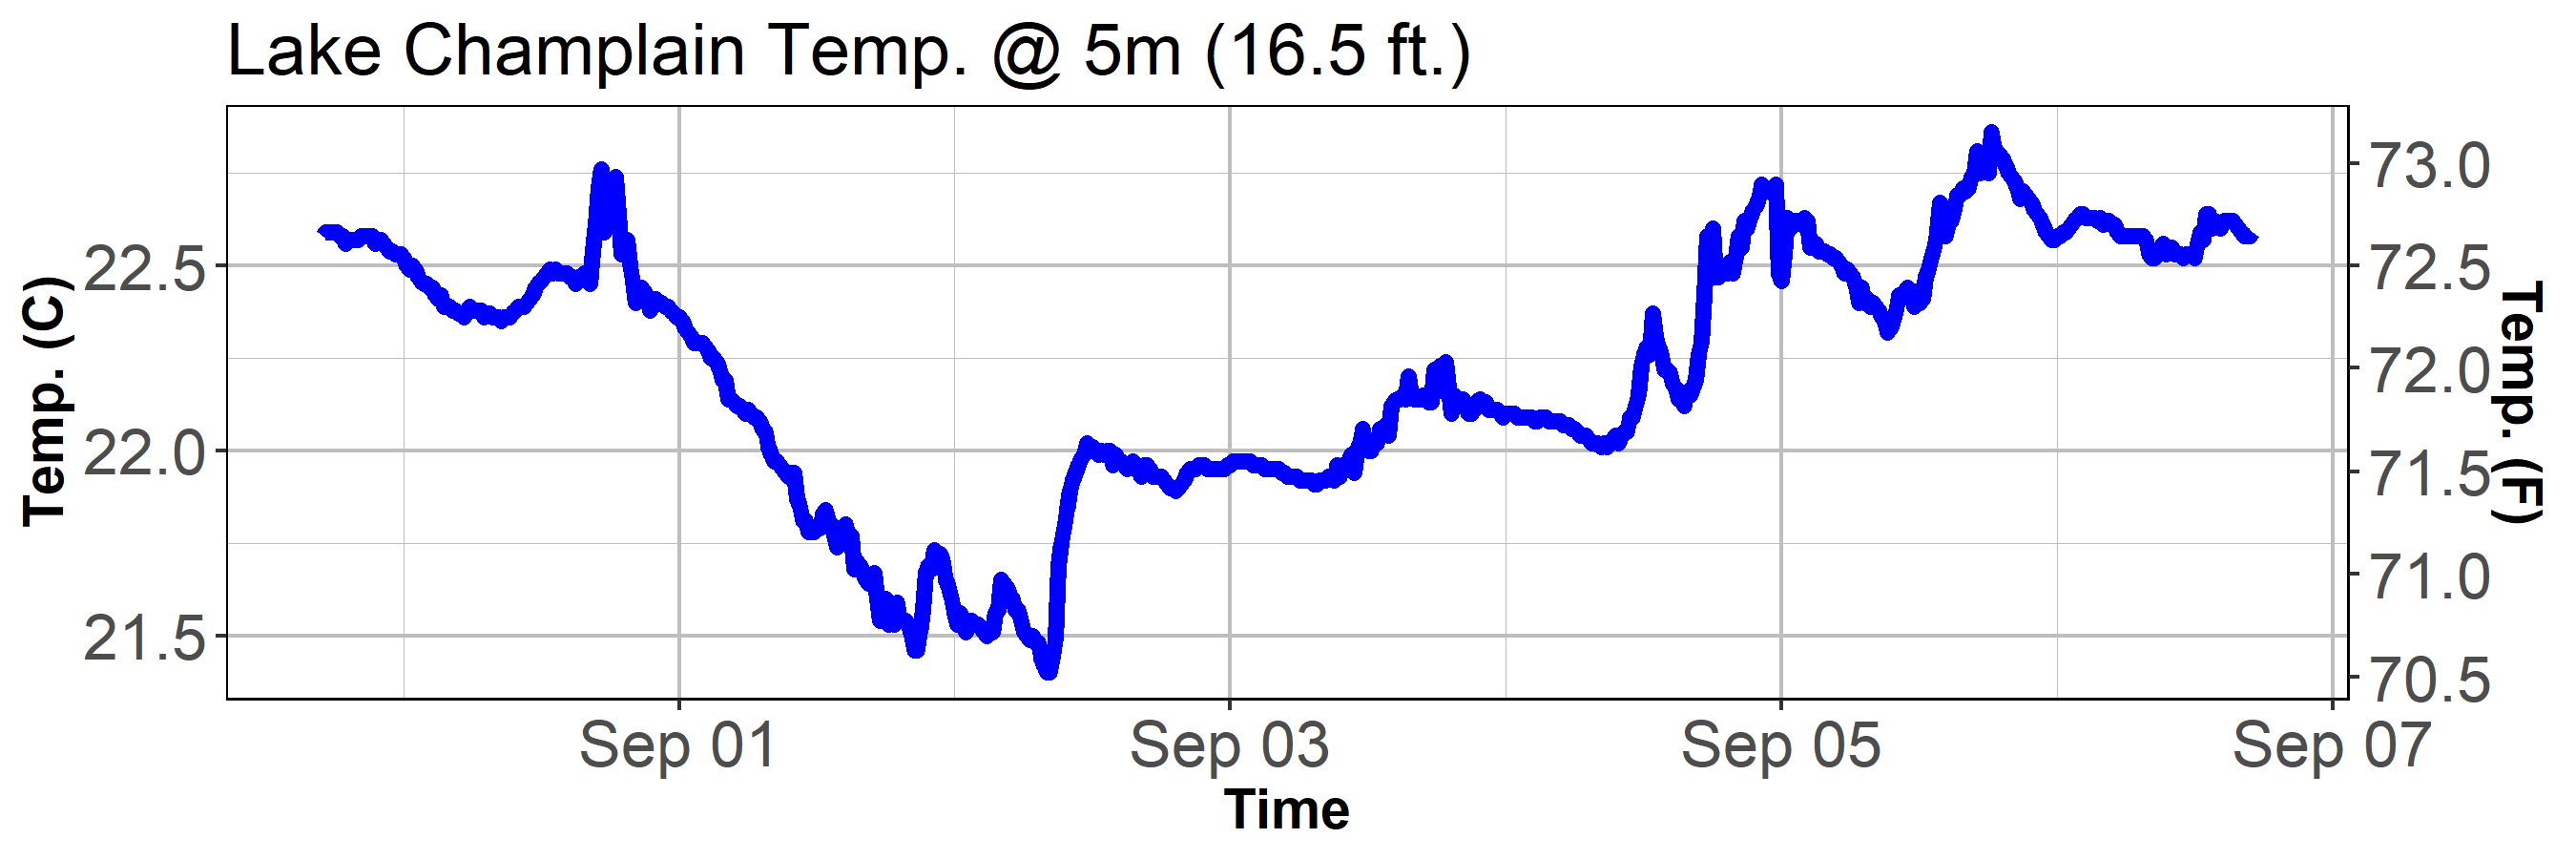 Lake Champlain Temp. @ 5m (16.5 ft.)
Temp. (C)
22.5
22.0
21.5
73.0
72.5
72.0
71.5
71.0
70.5
Temp. (F)
Sep 01 Sep 03 Sep 05 Sep 07
Time